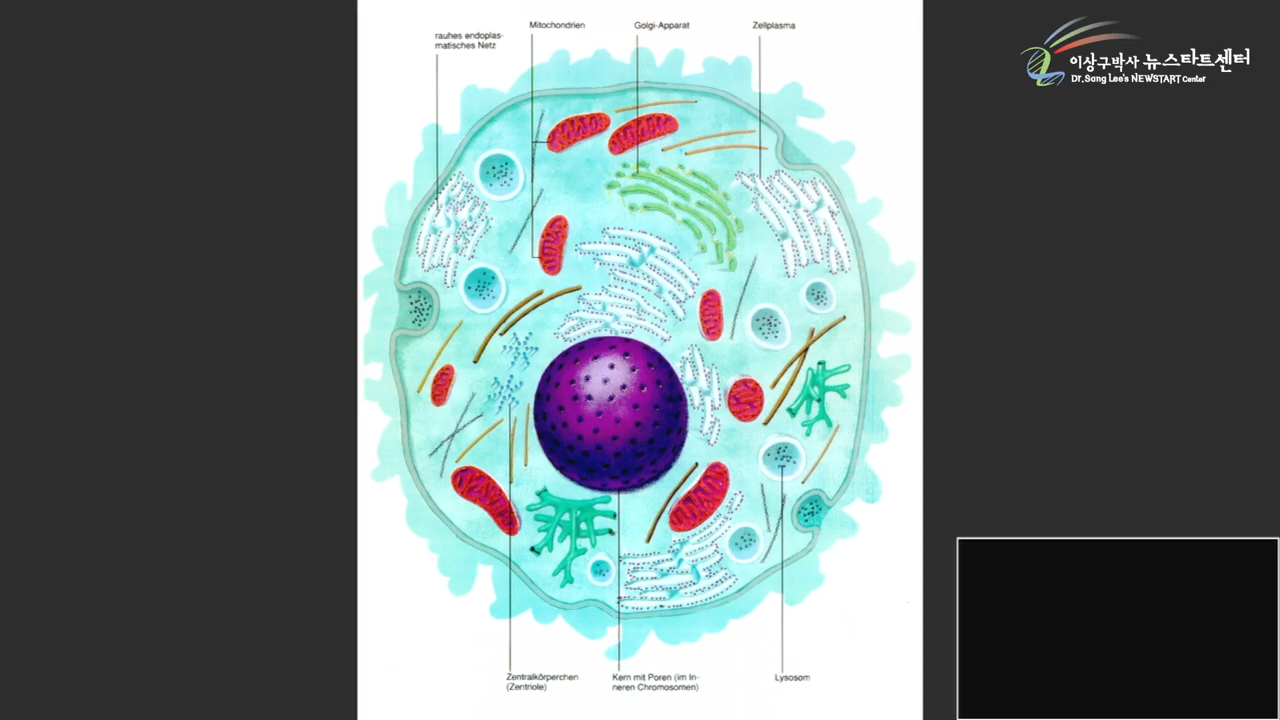 Mitochondrien
Golgi-Apparat
Zellplasma
rauhes endoplas-
matisches Netz
이상구박사 뉴스타트센터
Dr. Sang Lee's NEWSTART Center
Zentralkörperchen
(Zentriole)
Kern mit Poren (im In-
neren Chromosomen)
Lysosom